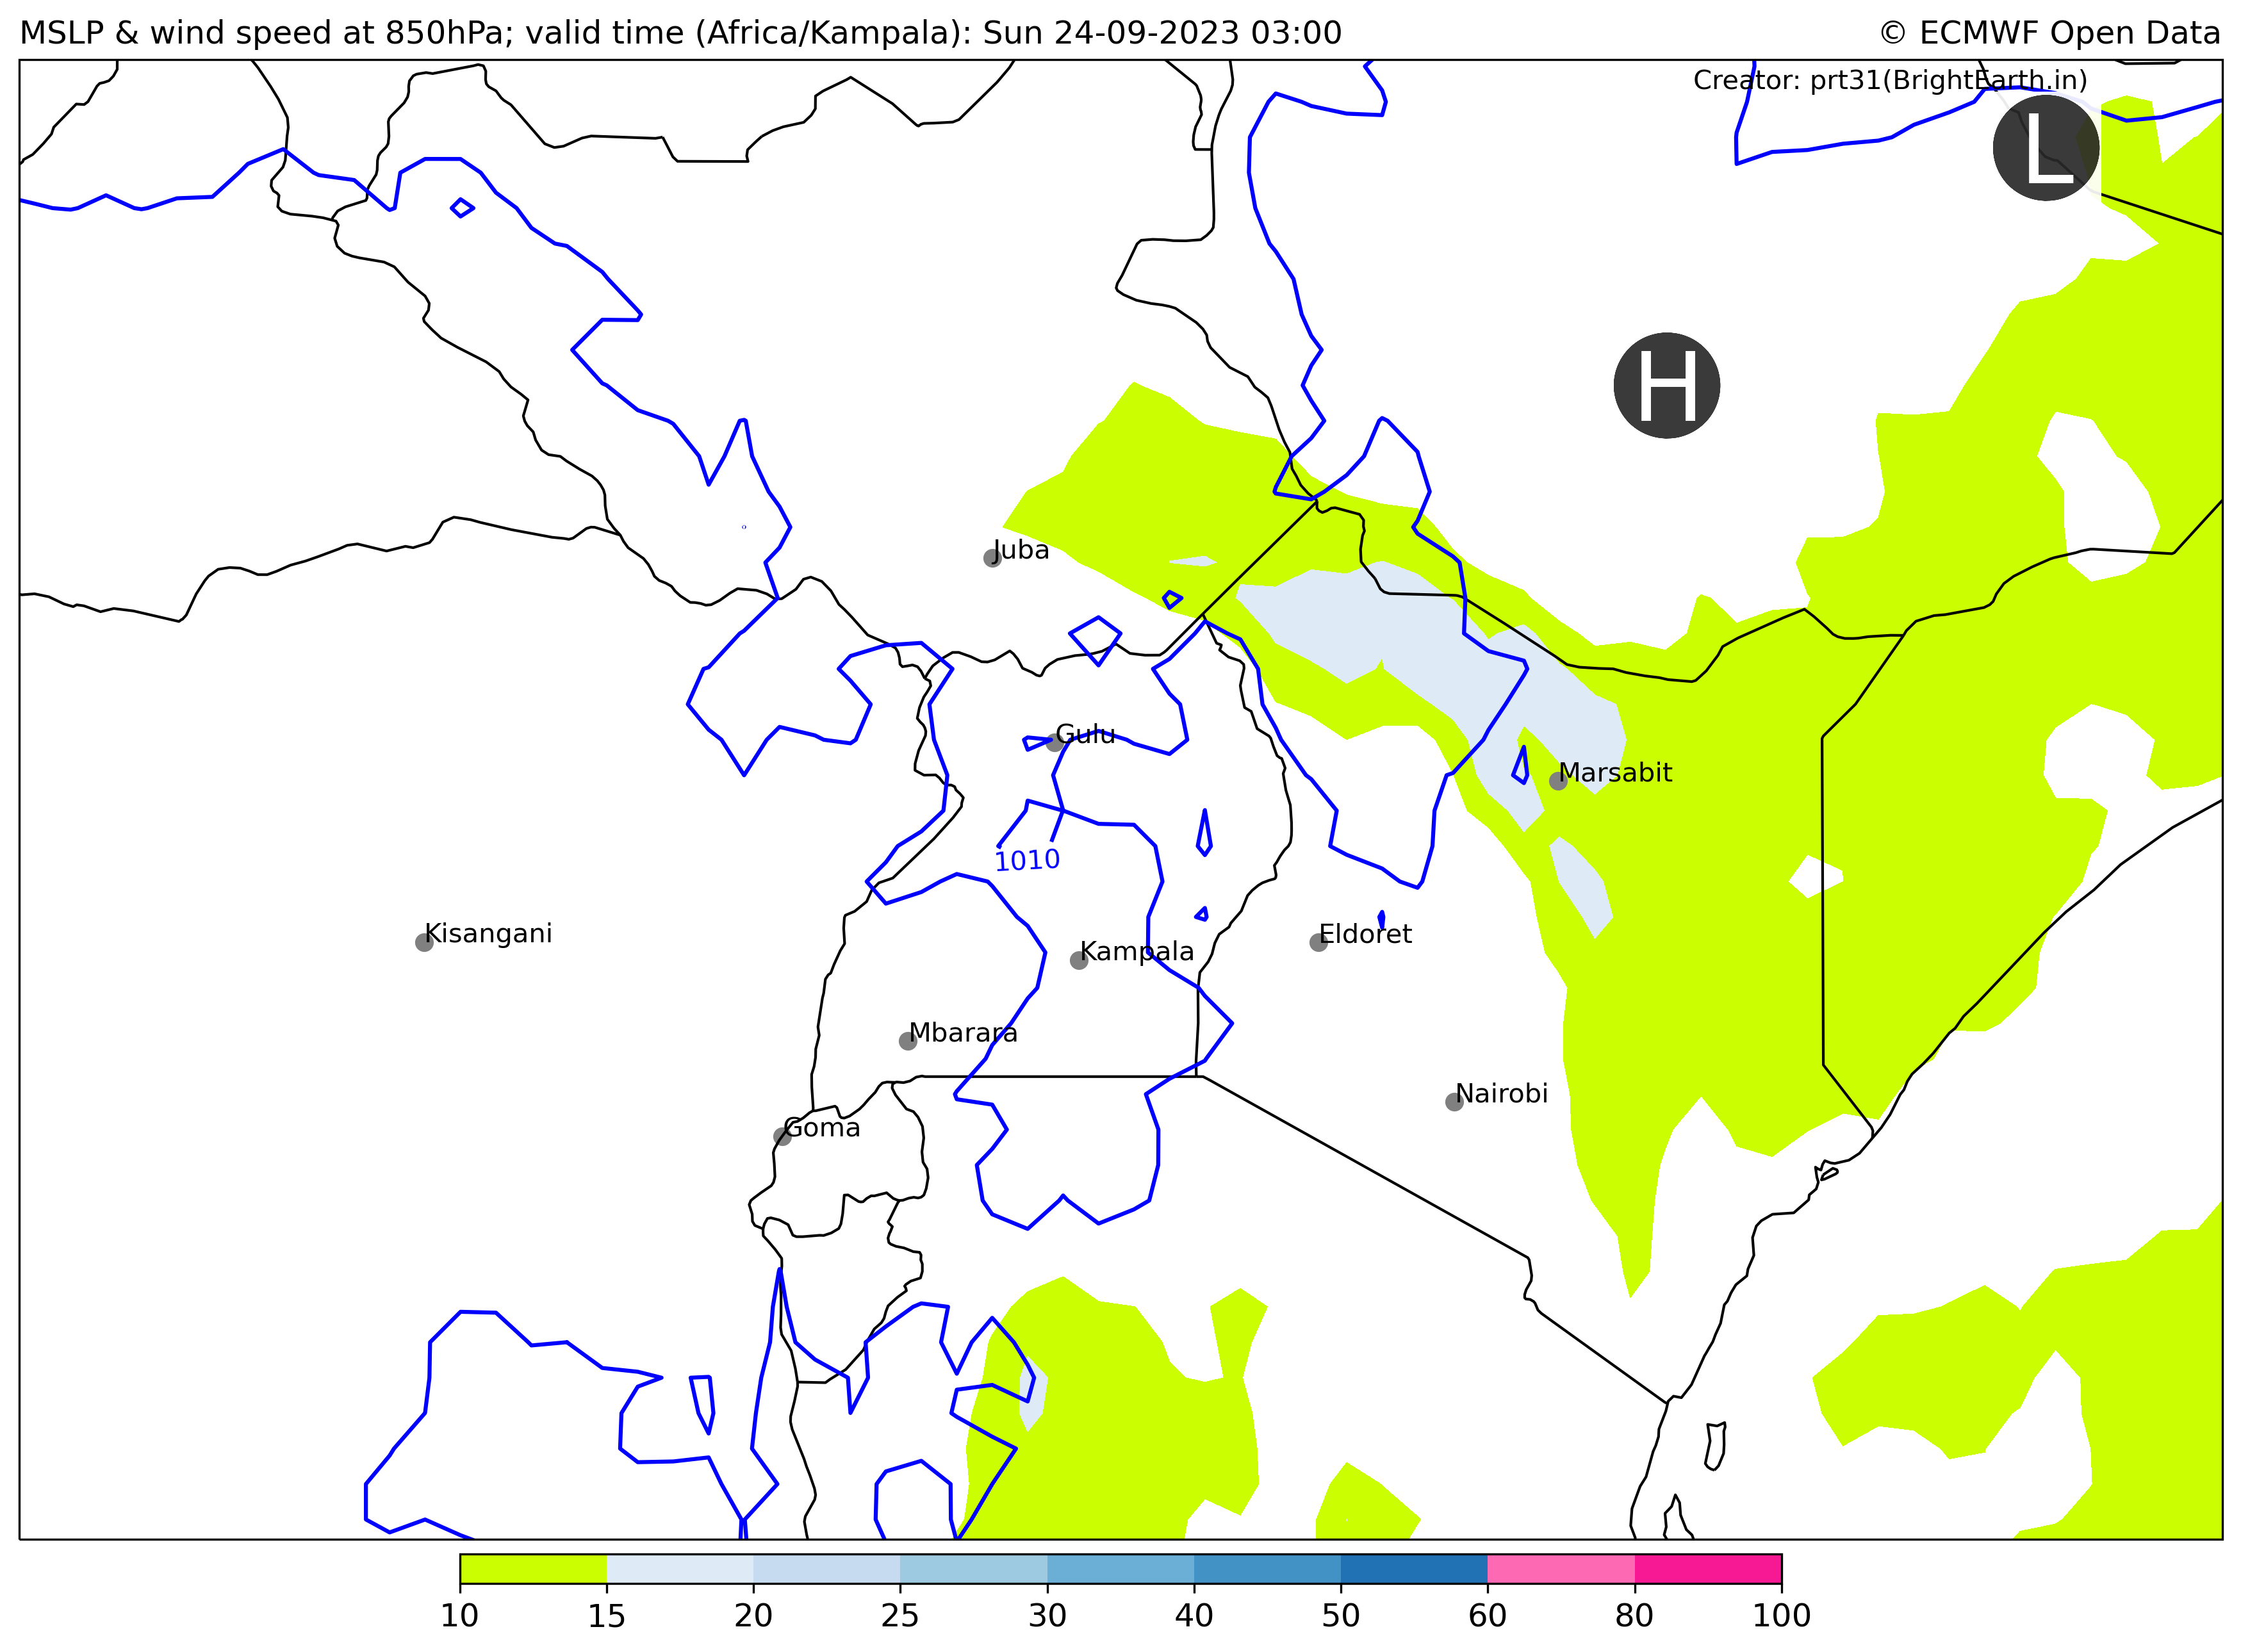 MSLP & wind speed at 850hPa; valid time (Africa/Kampala): Sun 24-09-2023 03:00
© ECMWF Open Data
Creator: prt31(BrightEarth.in)
L
H
Juba
Gulu
Marsabit
1010
Kisangani
Eldoret
Kampala
Mbarara
Nairobi
Goma
10 15 20 25 30 40 50 60 80 100